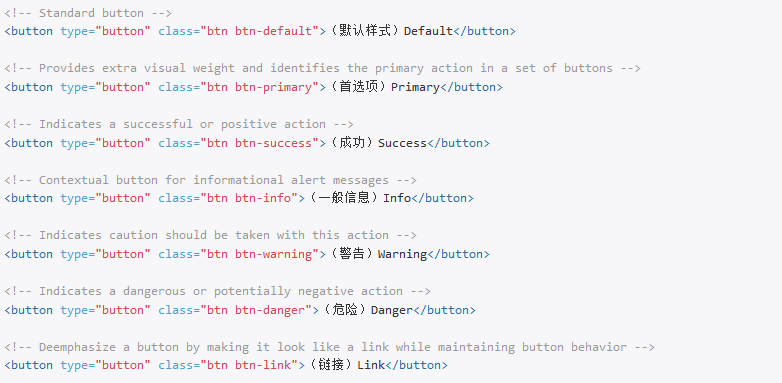 <!-- Standard button -->
<button type="button" class="btn btn-default">（默认样式）Default</button>
<!-- Provides extra visual weight and identifies the primary action in a set of buttons -->
<button type="button" class="btn btn-primary">（首选项）Primary</button>
<!-- Indicates a successful or positive action -->
<button type="button" class="btn btn-success">（成功）Success</button>
<!-- Contextual button for informational alert messages -->
<button type="button" class="btn btn-info">（一般信息）Info</button>
<!-- Indicates caution should be taken with this action -->
<button type="button" class="btn btn-warning">（警告）Warning</button>
<!-- Indicates a dangerous or potentially negative action -->
<button type="button" class="btn btn-danger">（危险）Danger</button>
<!-- Deemphasize a button by making it look like a link while maintaining button behavior -->
<button type="button" class="btn btn-link">（链接）Link</button>